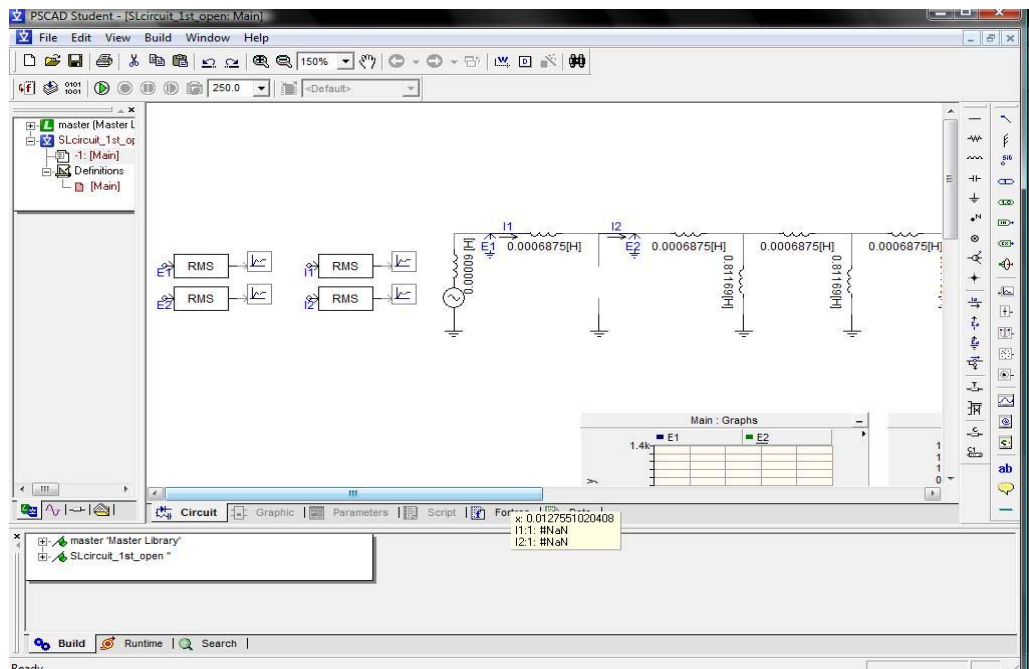 PSCAD Student - [SLcircuit_1st_open: Main]
File Edit View Build Window Help
150%
250.0 <Default>
master (Master L
SLcircuit_1st_op
-1: [Main]
Definitions
[Main]
I1 I2
E1 0.0006875[H] E2 0.0006875[H] 0.0006875[H] 0.0006875[H]
0.81169[H] 0.81169[H]
E1 RMS I1 RMS
E2 RMS I2 RMS
Main : Graphs
E1 E2
1.4k
y
Circuit Graphic Parameters Script Fortran Data
x: 0.0127551020408
I1:1: #NaN
I2:1: #NaN
master 'Master Library'
SLcircuit_1st_open ''
Build Runtime Search
Ready